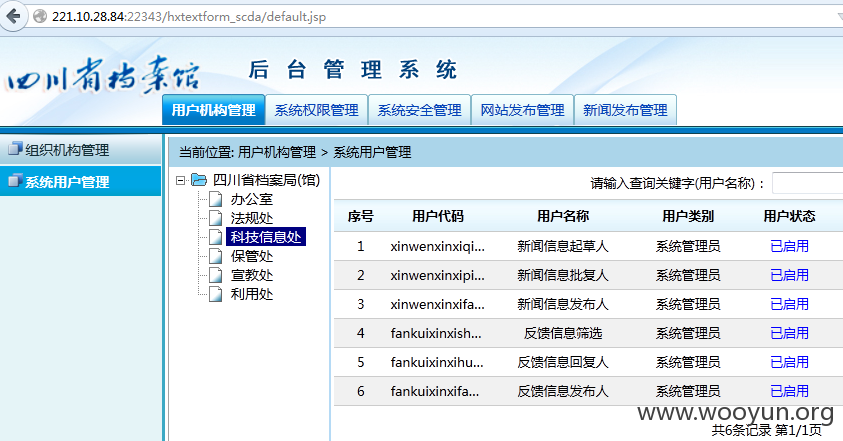 221.10.28.84:22343/hxtextform_scda/default.jsp
四川省档案馆 后台管理系统
用户机构管理 系统权限管理 系统安全管理 网站发布管理 新闻发布管理
组织机构管理
系统用户管理
当前位置: 用户机构管理 > 系统用户管理
四川省档案局(馆)
办公室
法规处
科技信息处
保管处
宣教处
利用处
请输入查询关键字(用户名称)：
序号 用户代码 用户名称 用户类别 用户状态
1 xinwenxinxiqi... 新闻信息起草人 系统管理员 已启用
2 xinwenxinxipi... 新闻信息批复人 系统管理员 已启用
3 xinwenxinxifa... 新闻信息发布人 系统管理员 已启用
4 fankuixinxish... 反馈信息筛选 系统管理员 已启用
5 fankuixinxihu... 反馈信息回复人 系统管理员 已启用
6 fankuixinxifa... 反馈信息发布人 系统管理员 已启用
www.wooyun.org
共6条记录 第1/1页